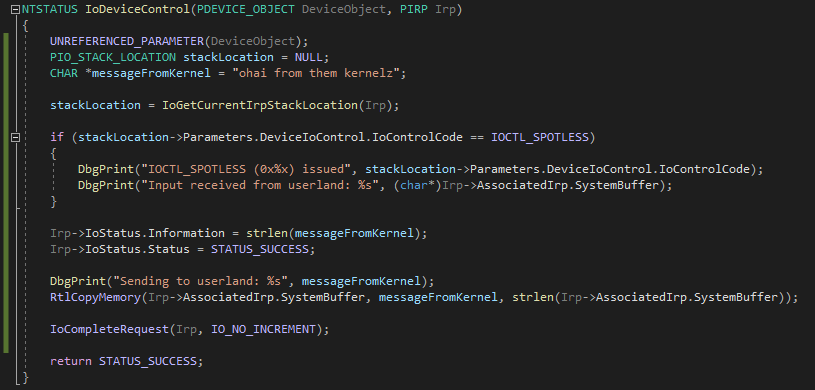 NTSTATUS IoDeviceControl(PDEVICE_OBJECT DeviceObject, PIRP Irp)
{
    UNREFERENCED_PARAMETER(DeviceObject);
    PIO_STACK_LOCATION stackLocation = NULL;
    CHAR *messageFromKernel = "ohai from them kernelz";

    stackLocation = IoGetCurrentIrpStackLocation(Irp);

    if (stackLocation->Parameters.DeviceIoControl.IoControlCode == IOCTL_SPOTLESS)
    {
        DbgPrint("IOCTL_SPOTLESS (0x%x) issued", stackLocation->Parameters.DeviceIoControl.IoControlCode);
        DbgPrint("Input received from userland: %s", (char*)Irp->AssociatedIrp.SystemBuffer);
    }

    Irp->IoStatus.Information = strlen(messageFromKernel);
    Irp->IoStatus.Status = STATUS_SUCCESS;

    DbgPrint("Sending to userland: %s", messageFromKernel);
    RtlCopyMemory(Irp->AssociatedIrp.SystemBuffer, messageFromKernel, strlen(Irp->AssociatedIrp.SystemBuffer));

    IoCompleteRequest(Irp, IO_NO_INCREMENT);

    return STATUS_SUCCESS;
}